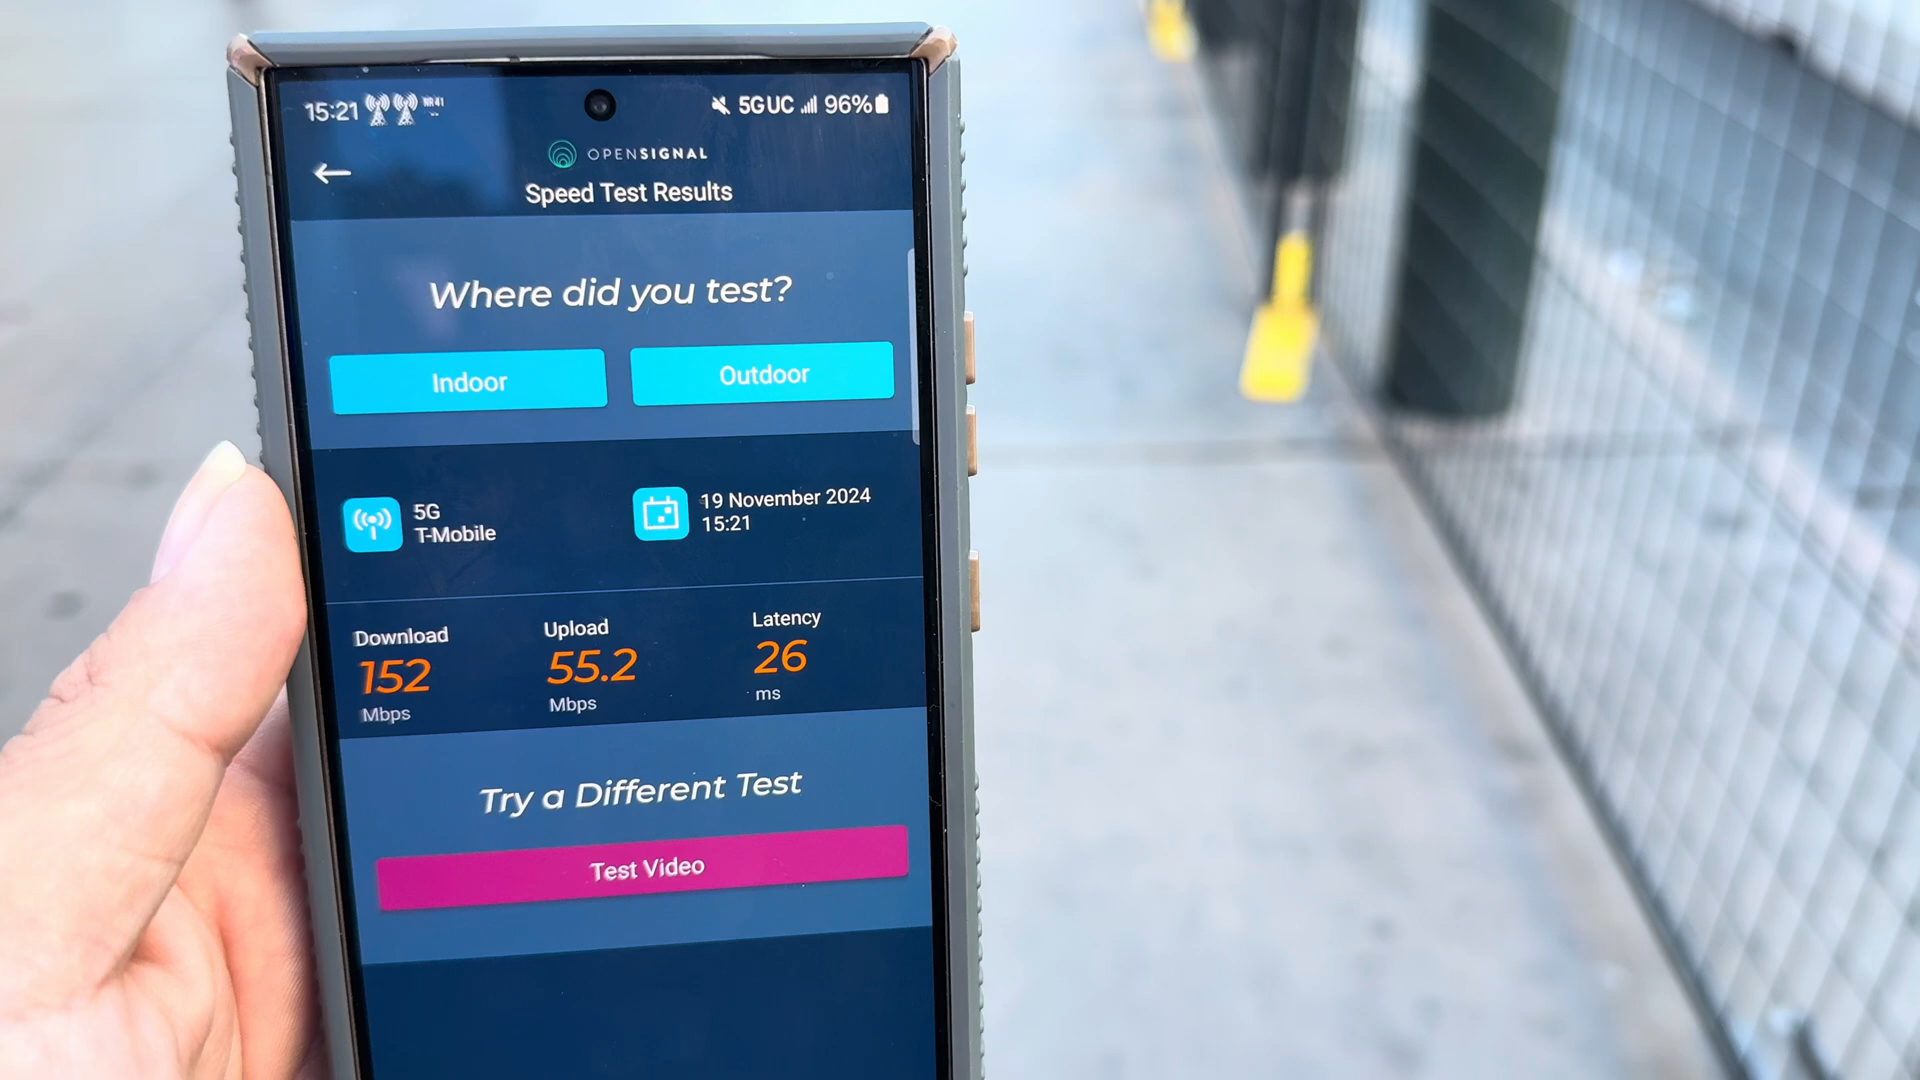 15:21 NR41 5G UC 96%
OPENSIGNAL
Speed Test Results
Where did you test?
Indoor Outdoor
5G
T-Mobile
19 November 2024
15:21
Download Upload Latency
152 55.2 26
Mbps Mbps ms
Try a Different Test
Test Video